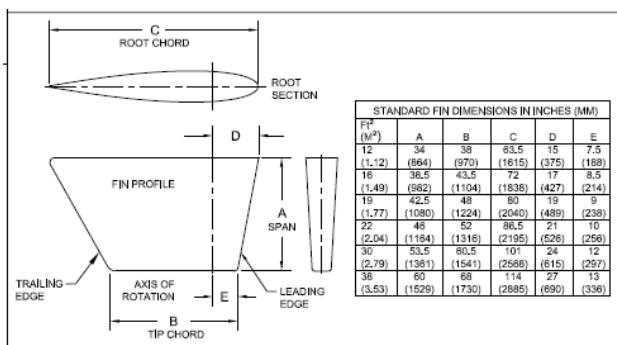 C
ROOT CHORD
ROOT
SECTION
D
FIN PROFILE
A
SPAN
TRAILING
EDGE
AXIS OF
ROTATION
E
LEADING
EDGE
B
TIP CHORD
STANDARD FIN DIMENSIONS IN INCHES (MM)
Ft² (M²) A B C D E
12 34 38 63.5 15 7.5
(1.12) (864) (970) (1615) (375) (188)
16 38.5 43.5 72 17 8.5
(1.49) (982) (1104) (1838) (427) (214)
19 42.5 48 80 19 9
(1.77) (1080) (1224) (2040) (489) (238)
22 46 52 86.5 21 10
(2.04) (1164) (1316) (2195) (526) (256)
30 53.5 60.5 101 24 12
(2.79) (1361) (1541) (2568) (615) (297)
38 60 68 114 27 13
(3.53) (1529) (1730) (2885) (690) (336)